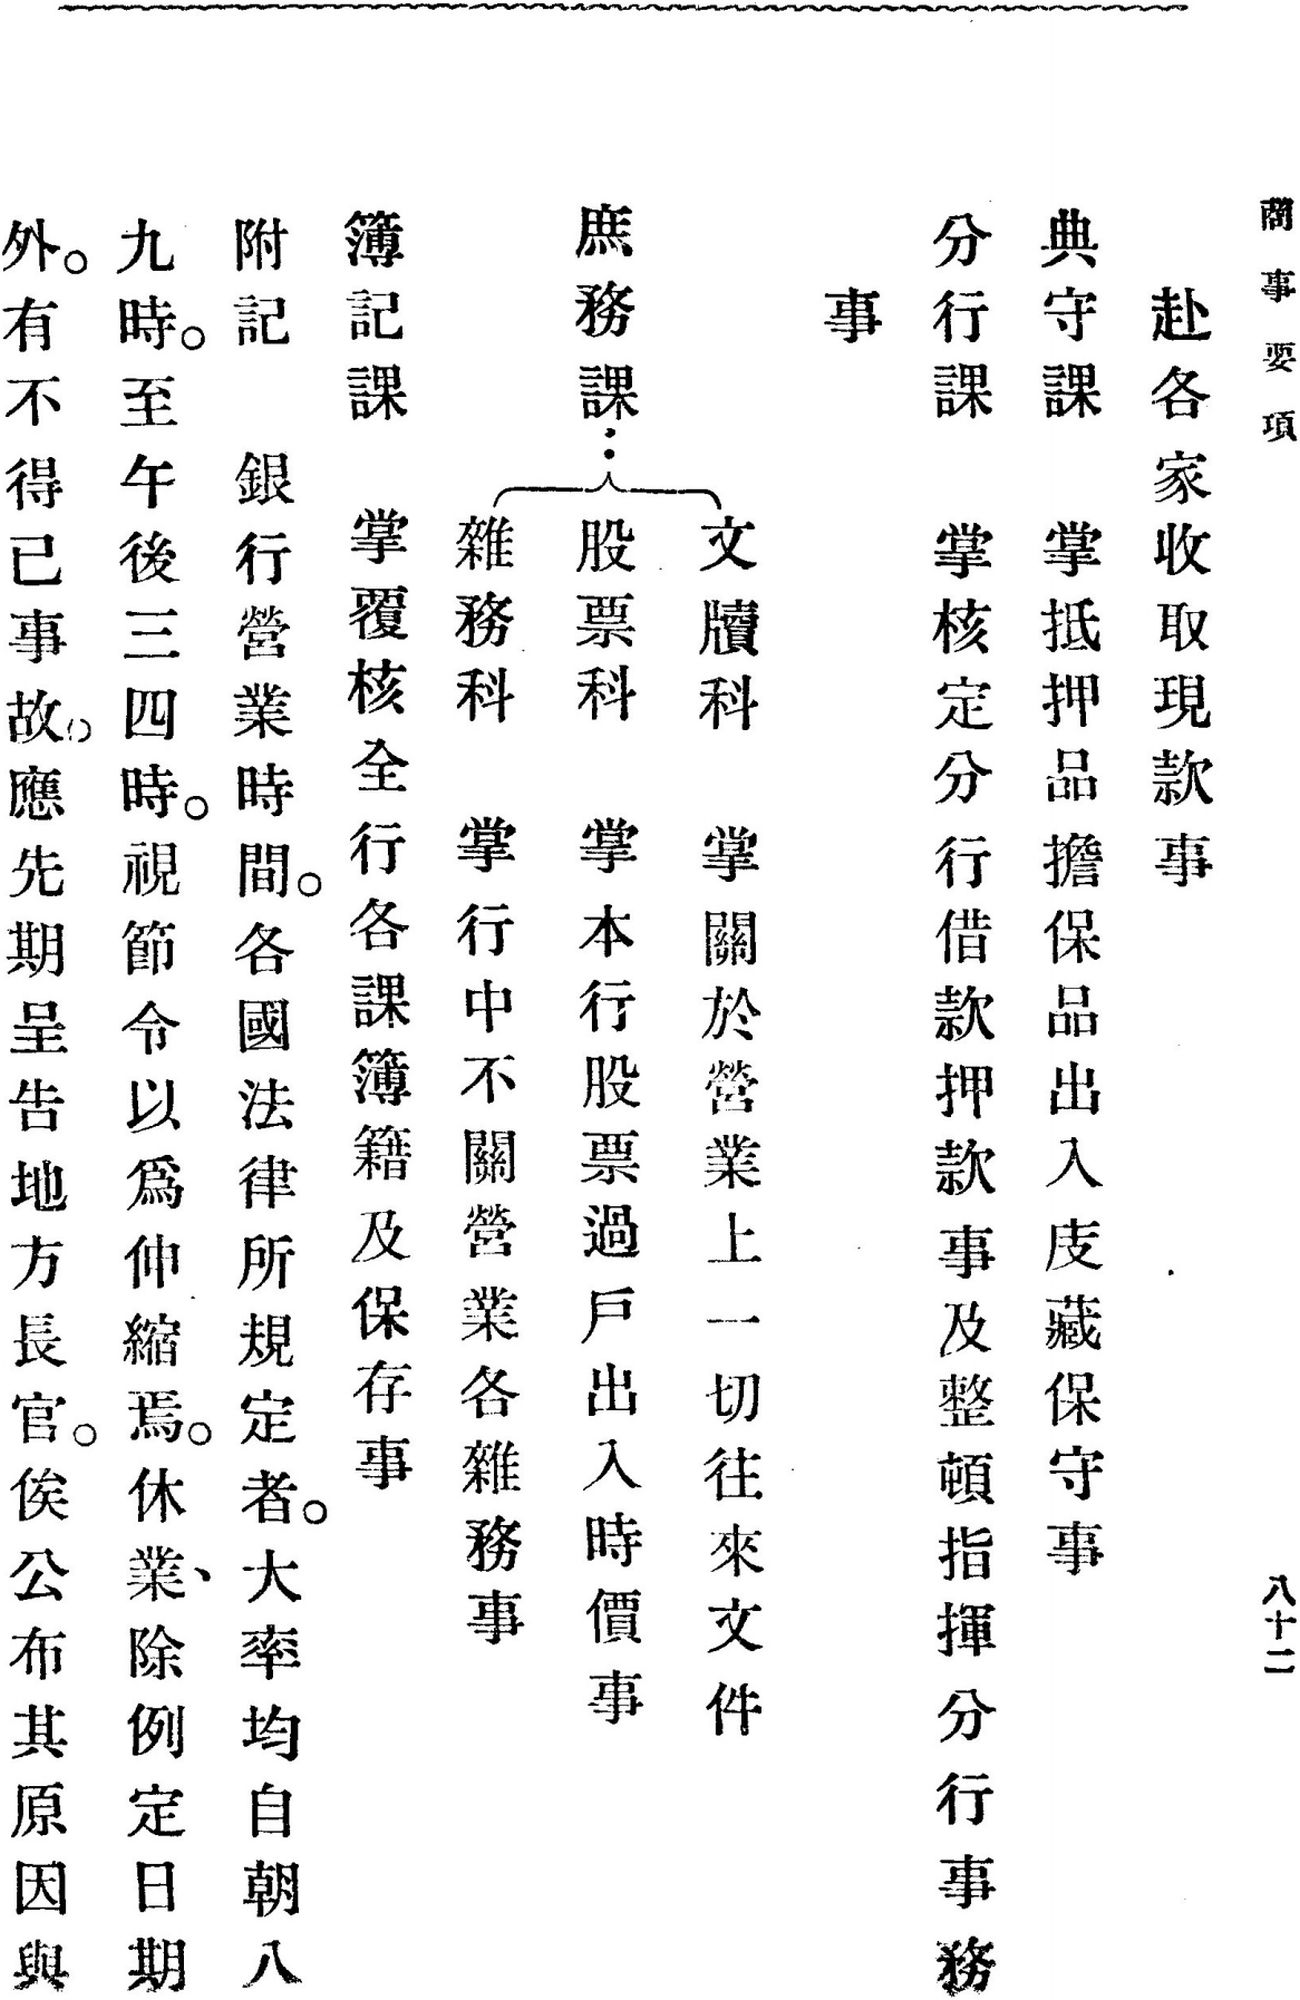 商事要項
八十二
赴各家收取現款事
典守課　掌抵押品擔保品出入庋藏保守事
分行課　掌核定分行借款押款事及整頓指揮分行事務
事
庶務課：
文牘科　掌關於營業上一切往來文件
股票科　掌本行股票過戶出入時價事
雜務科　掌行中不關營業各雜務事
簿記課　掌覆核全行各課簿籍及保存事
附記　銀行營業時間。各國法律所規定者。大率均自朝八
九時。至午後三四時。視節令以爲伸縮焉。休業、除例定日期
外。有不得已事故。應先期呈告地方長官。俟公布其原因與